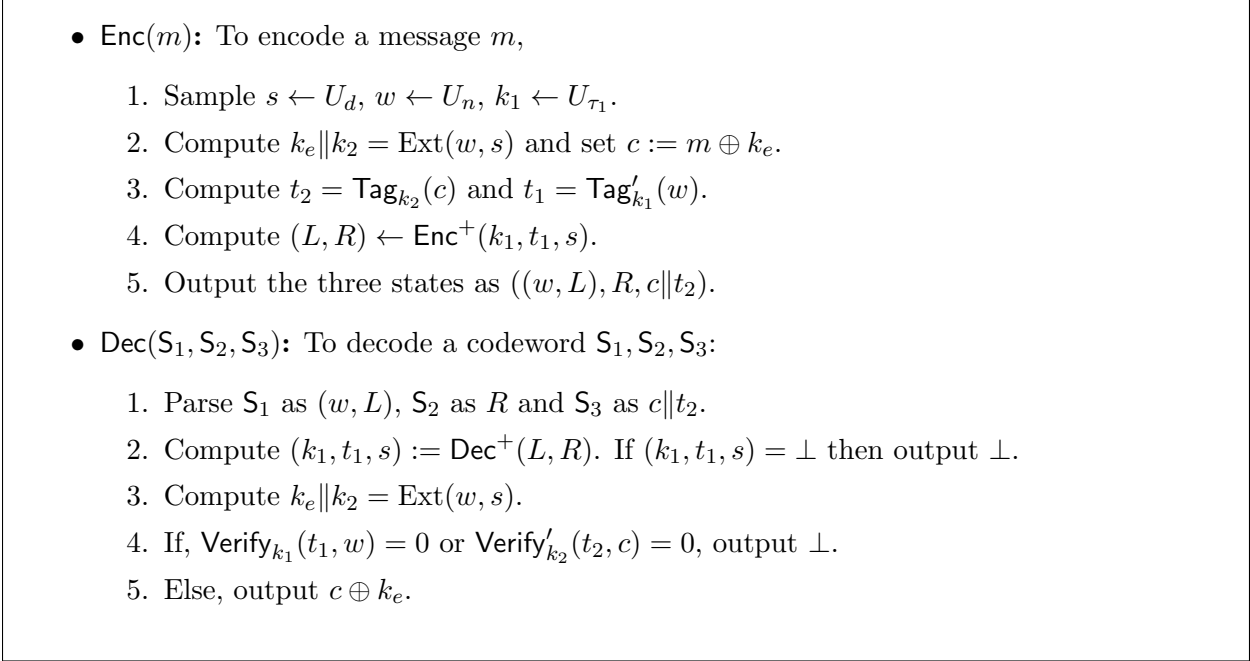 • Enc(m): To encode a message m,
1. Sample s ← U_d, w ← U_n, k_1 ← U_{τ_1}.
2. Compute k_e∥k_2 = Ext(w, s) and set c := m ⊕ k_e.
3. Compute t_2 = Tag_{k_2}(c) and t_1 = Tag′_{k_1}(w).
4. Compute (L, R) ← Enc^+(k_1, t_1, s).
5. Output the three states as ((w, L), R, c∥t_2).
• Dec(S_1, S_2, S_3): To decode a codeword S_1, S_2, S_3:
1. Parse S_1 as (w, L), S_2 as R and S_3 as c∥t_2.
2. Compute (k_1, t_1, s) := Dec^+(L, R). If (k_1, t_1, s) = ⊥ then output ⊥.
3. Compute k_e∥k_2 = Ext(w, s).
4. If, Verify_{k_1}(t_1, w) = 0 or Verify′_{k_2}(t_2, c) = 0, output ⊥.
5. Else, output c ⊕ k_e.